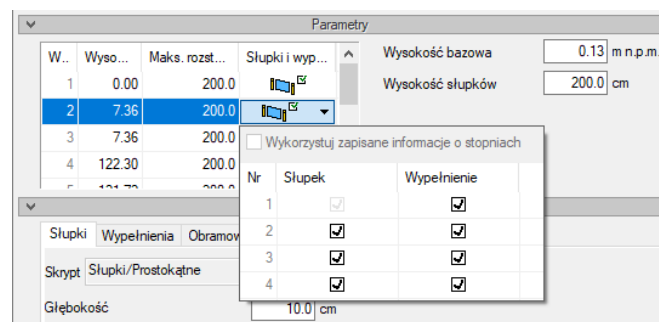 Parametry
W.. Wyso... Maks. rozst... Słupki i wyp...
1 0.00 200.0
2 7.36 200.0
3 7.36 200.0
4 122.30 200.0
Wysokość bazowa 0.13 m n.p.m.
Wysokość słupków 200.0 cm
Wykorzystuj zapisane informacje o stopniach
Nr Słupek Wypełnienie
1
2
3
4
Słupki Wypełnienia Obramow
Skrypt Słupki/Prostokątne
Głębokość 10.0 cm